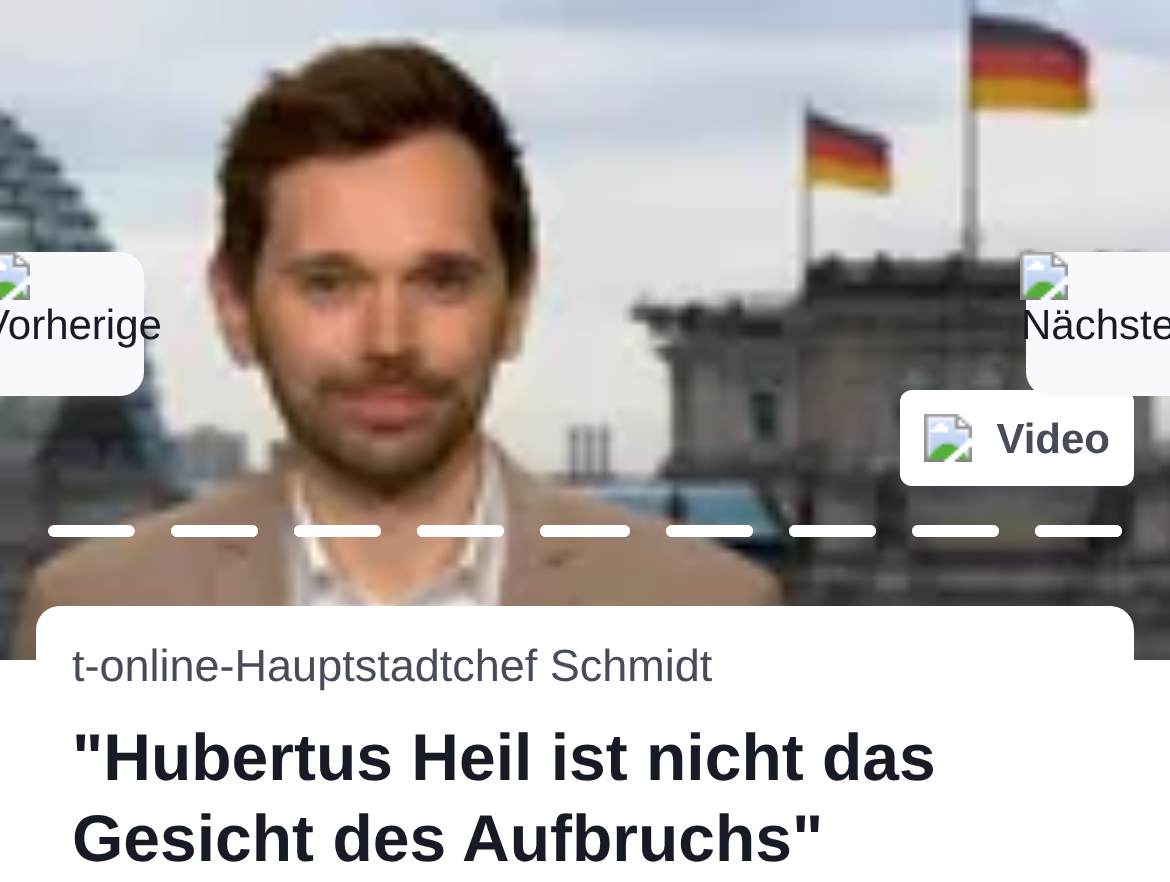 Vorherige
Nächste
Video
t-online-Hauptstadtchef Schmidt
"Hubertus Heil ist nicht das
Gesicht des Aufbruchs"